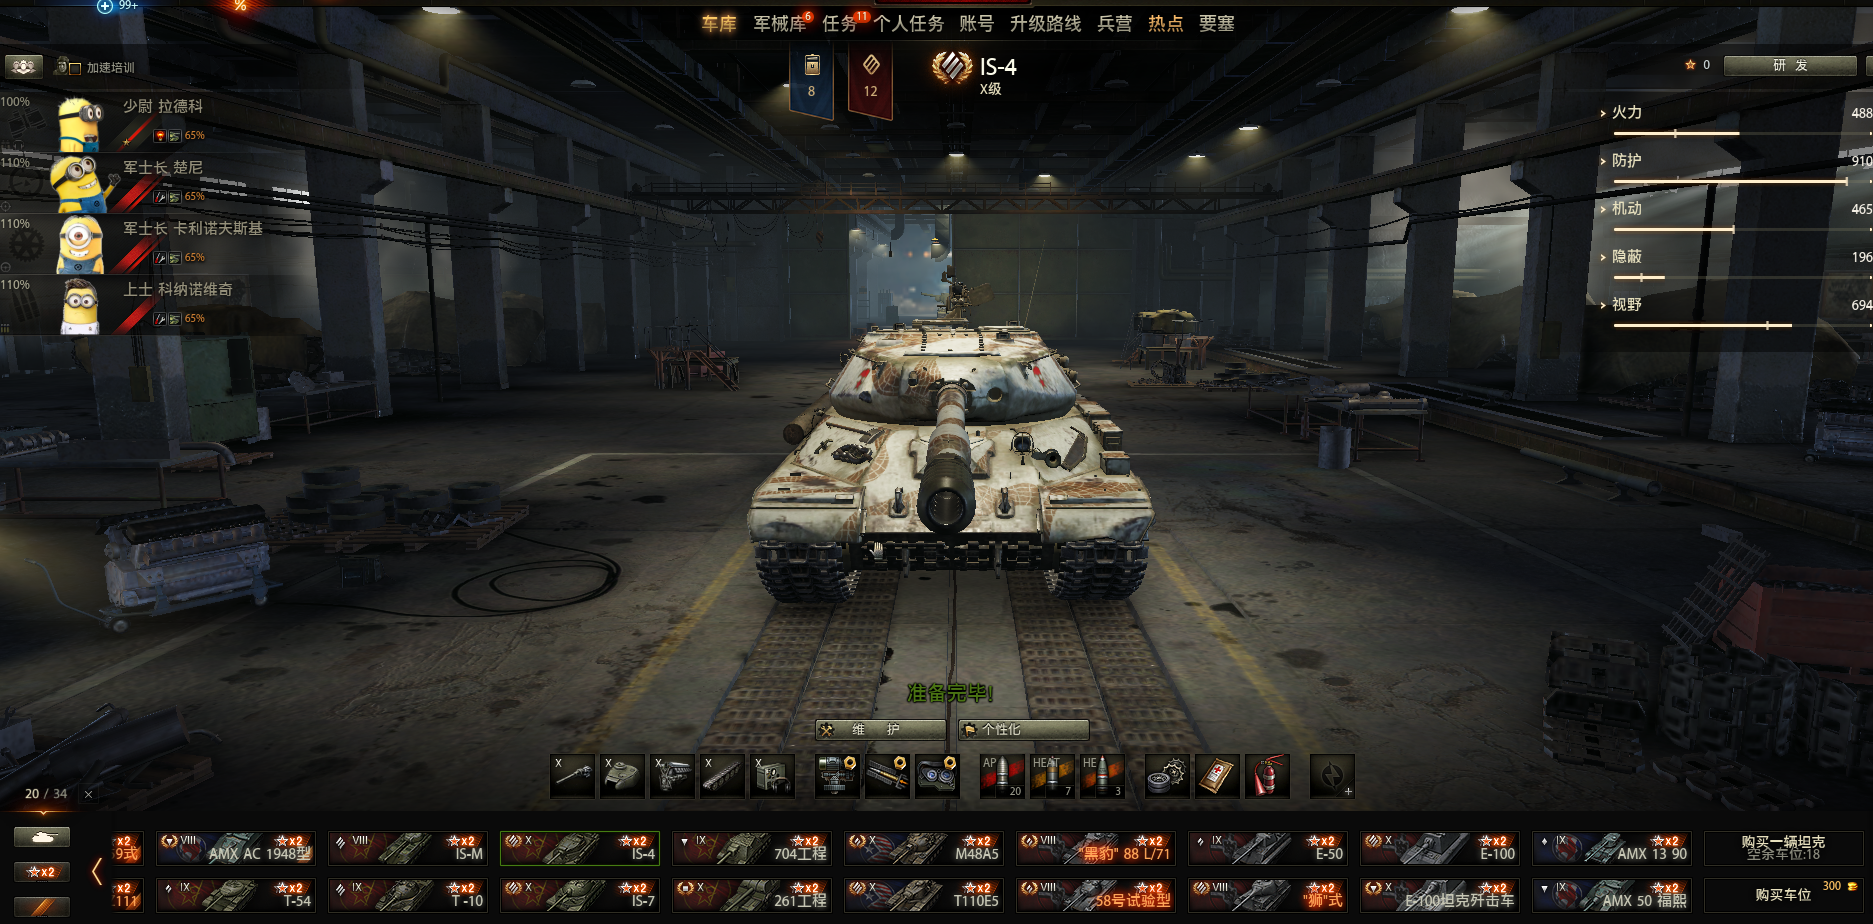 99+
%
车库 军械库 6 任务 11 个人任务 账号 升级路线 兵营 热点 要塞
加速培训
8
12
IS-4
X级
0
研 发
100%
少尉 拉德科
65%
110%
军士长 楚尼
65%
110%
军士长 卡利诺夫斯基
65%
110%
上士 科纳诺维奇
65%
火力 488
防护 910
机动 465
隐蔽 196
视野 694
准备完毕!
维 护
个性化
X X X X X
AP 20
HEAT 7
HE 3
20 / 34
x2 9式
VIII x2 AMX AC 1948型
VIII x2 IS-M
X x2 IS-4
IX x2 704工程
X x2 M48A5
VIII x2 "黑豹" 88 L/71
IX x2 E-50
X x2 E-100
IX x2 AMX 13 90
购买一辆坦克
空余车位:18
x2
x2 111
IX x2 T-54
IX x2 T -10
X x2 IS-7
X x2 261工程
X x2 T110E5
VIII x2 58号试验型
VIII x2 "狮"式
X x2 E-100坦克歼击车
IX x2 AMX 50 福熙
购买车位 300